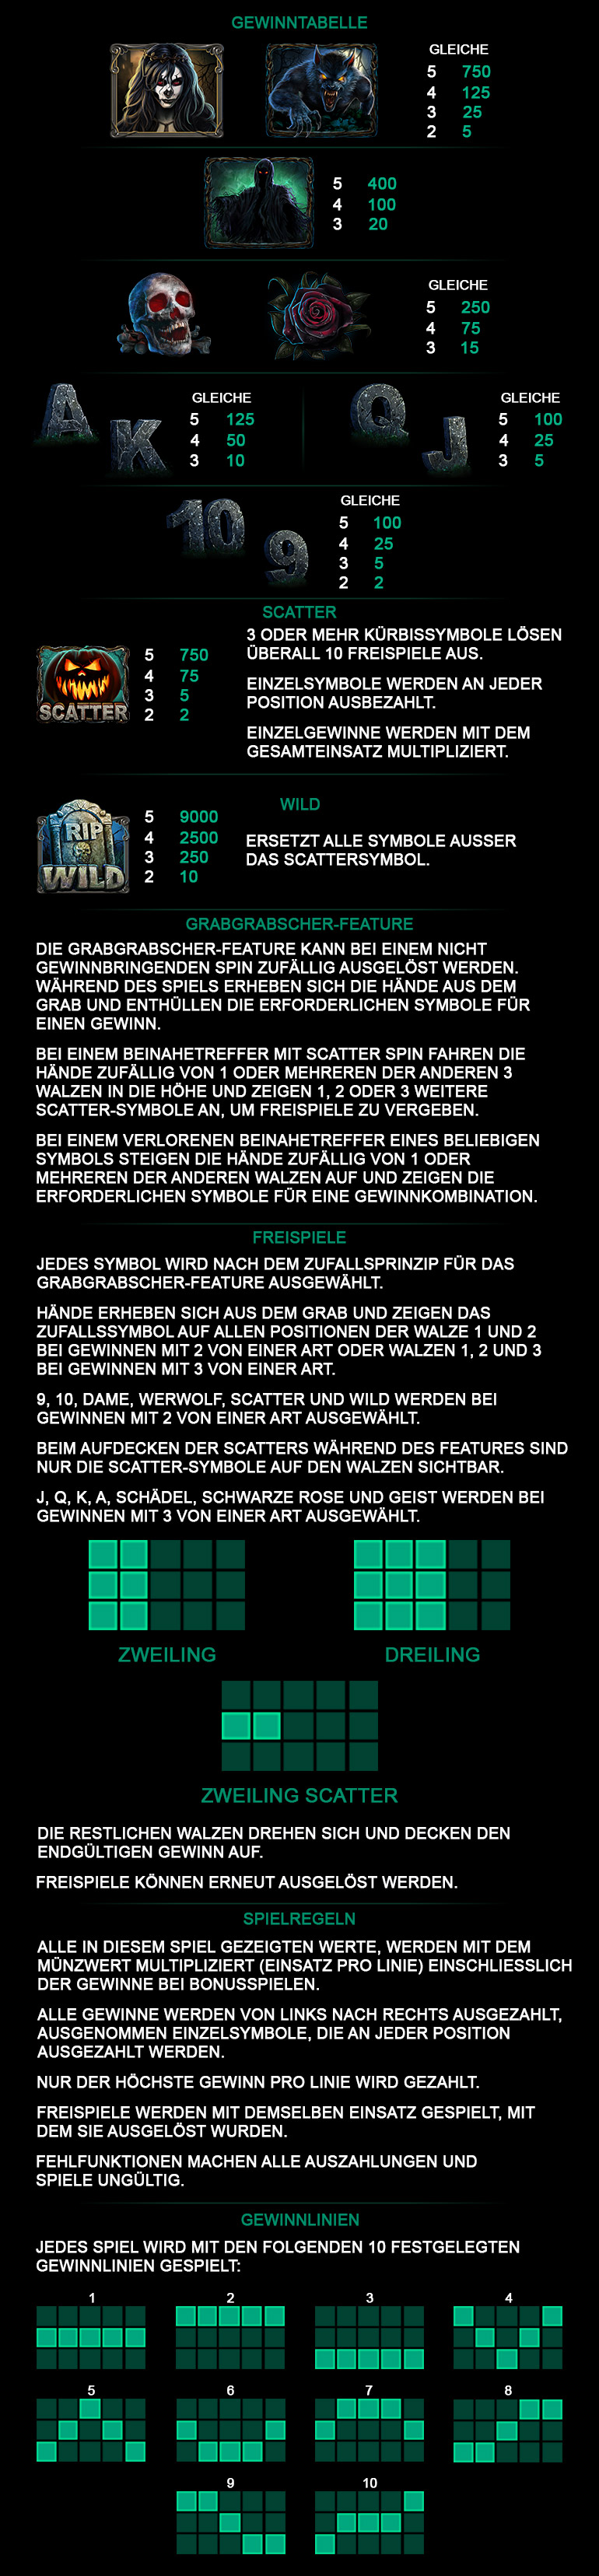 GEWINNTABELLE
GLEICHE
5 750
4 125
3 25
2 5
5 400
4 100
3 20
GLEICHE
5 250
4 75
3 15
A K
GLEICHE
5 125
4 50
3 10
Q J
GLEICHE
5 100
4 25
3 5
10 9
GLEICHE
5 100
4 25
3 5
2 2
SCATTER
SCATTER
5 750
4 75
3 5
2 2
3 ODER MEHR KÜRBISSYMBOLE LÖSEN
ÜBERALL 10 FREISPIELE AUS.
EINZELSYMBOLE WERDEN AN JEDER
POSITION AUSBEZAHLT.
EINZELGEWINNE WERDEN MIT DEM
GESAMTEINSATZ MULTIPLIZIERT.
RIP
WILD
5 9000
4 2500
3 250
2 10
WILD
ERSETZT ALLE SYMBOLE AUSSER
DAS SCATTERSYMBOL.
GRABGRABSCHER-FEATURE
DIE GRABGRABSCHER-FEATURE KANN BEI EINEM NICHT
GEWINNBRINGENDEN SPIN ZUFÄLLIG AUSGELÖST WERDEN.
WÄHREND DES SPIELS ERHEBEN SICH DIE HÄNDE AUS DEM
GRAB UND ENTHÜLLEN DIE ERFORDERLICHEN SYMBOLE FÜR
EINEN GEWINN.
BEI EINEM BEINAHETREFFER MIT SCATTER SPIN FAHREN DIE
HÄNDE ZUFÄLLIG VON 1 ODER MEHREREN DER ANDEREN 3
WALZEN IN DIE HÖHE UND ZEIGEN 1, 2 ODER 3 WEITERE
SCATTER-SYMBOLE AN, UM FREISPIELE ZU VERGEBEN.
BEI EINEM VERLORENEN BEINAHETREFFER EINES BELIEBIGEN
SYMBOLS STEIGEN DIE HÄNDE ZUFÄLLIG VON 1 ODER
MEHREREN DER ANDEREN WALZEN AUF UND ZEIGEN DIE
ERFORDERLICHEN SYMBOLE FÜR EINE GEWINNKOMBINATION.
FREISPIELE
JEDES SYMBOL WIRD NACH DEM ZUFALLSPRINZIP FÜR DAS
GRABGRABSCHER-FEATURE AUSGEWÄHLT.
HÄNDE ERHEBEN SICH AUS DEM GRAB UND ZEIGEN DAS
ZUFALLSSYMBOL AUF ALLEN POSITIONEN DER WALZE 1 UND 2
BEI GEWINNEN MIT 2 VON EINER ART ODER WALZEN 1, 2 UND 3
BEI GEWINNEN MIT 3 VON EINER ART.
9, 10, DAME, WERWOLF, SCATTER UND WILD WERDEN BEI
GEWINNEN MIT 2 VON EINER ART AUSGEWÄHLT.
BEIM AUFDECKEN DER SCATTERS WÄHREND DES FEATURES SIND
NUR DIE SCATTER-SYMBOLE AUF DEN WALZEN SICHTBAR.
J, Q, K, A, SCHÄDEL, SCHWARZE ROSE UND GEIST WERDEN BEI
GEWINNEN MIT 3 VON EINER ART AUSGEWÄHLT.
ZWEILING DREILING
ZWEILING SCATTER
DIE RESTLICHEN WALZEN DREHEN SICH UND DECKEN DEN
ENDGÜLTIGEN GEWINN AUF.
FREISPIELE KÖNNEN ERNEUT AUSGELÖST WERDEN.
SPIELREGELN
ALLE IN DIESEM SPIEL GEZEIGTEN WERTE, WERDEN MIT DEM
MÜNZWERT MULTIPLIZIERT (EINSATZ PRO LINIE) EINSCHLIESSLICH
DER GEWINNE BEI BONUSSPIELEN.
ALLE GEWINNE WERDEN VON LINKS NACH RECHTS AUSGEZAHLT,
AUSGENOMMEN EINZELSYMBOLE, DIE AN JEDER POSITION
AUSGEZAHLT WERDEN.
NUR DER HÖCHSTE GEWINN PRO LINIE WIRD GEZAHLT.
FREISPIELE WERDEN MIT DEMSELBEN EINSATZ GESPIELT, MIT
DEM SIE AUSGELÖST WURDEN.
FEHLFUNKTIONEN MACHEN ALLE AUSZAHLUNGEN UND
SPIELE UNGÜLTIG.
GEWINNLINIEN
JEDES SPIEL WIRD MIT DEN FOLGENDEN 10 FESTGELEGTEN
GEWINNLINIEN GESPIELT:
1 2 3 4
5 6 7 8
9 10